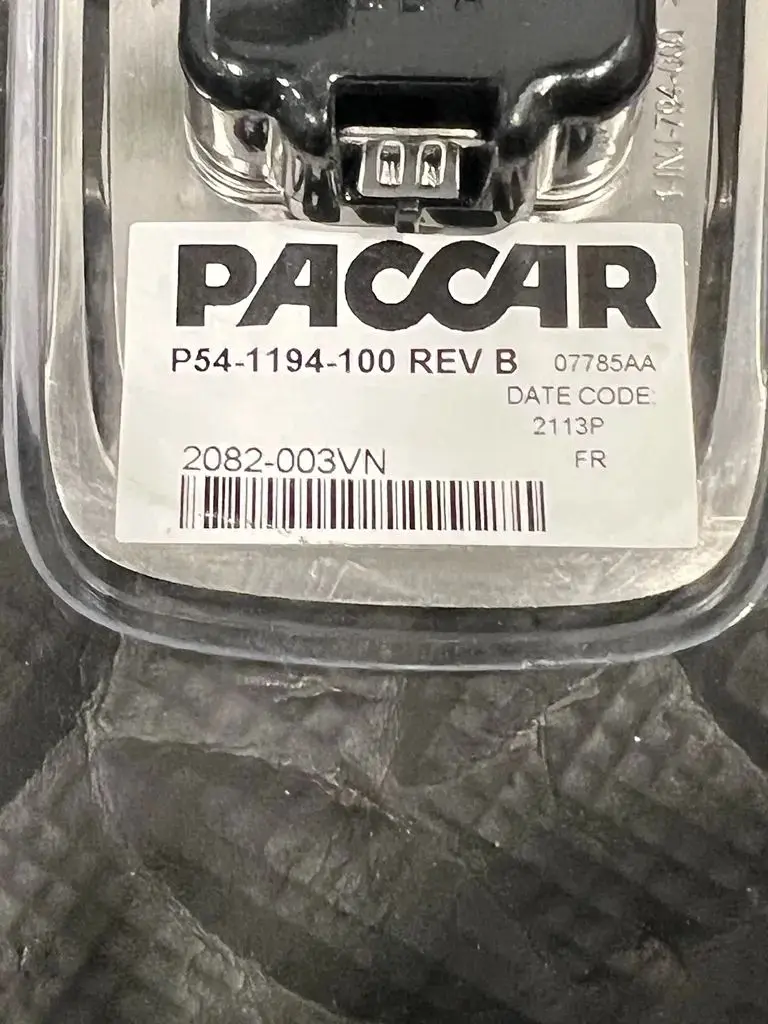 PACCAR
P54-1194-100 REV B 07785AA
DATE CODE:
2113P
2082-003VN FR